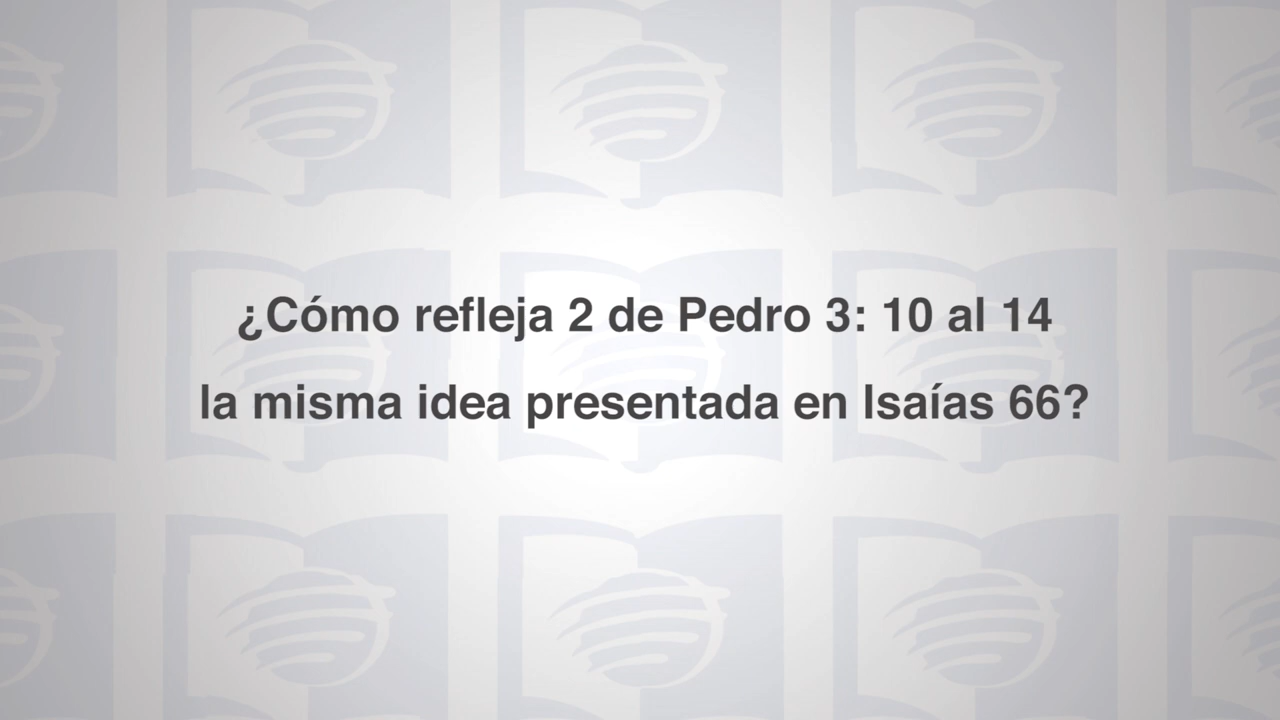 ¿Cómo refleja 2 de Pedro 3: 10 al 14
la misma idea presentada en Isaías 66?